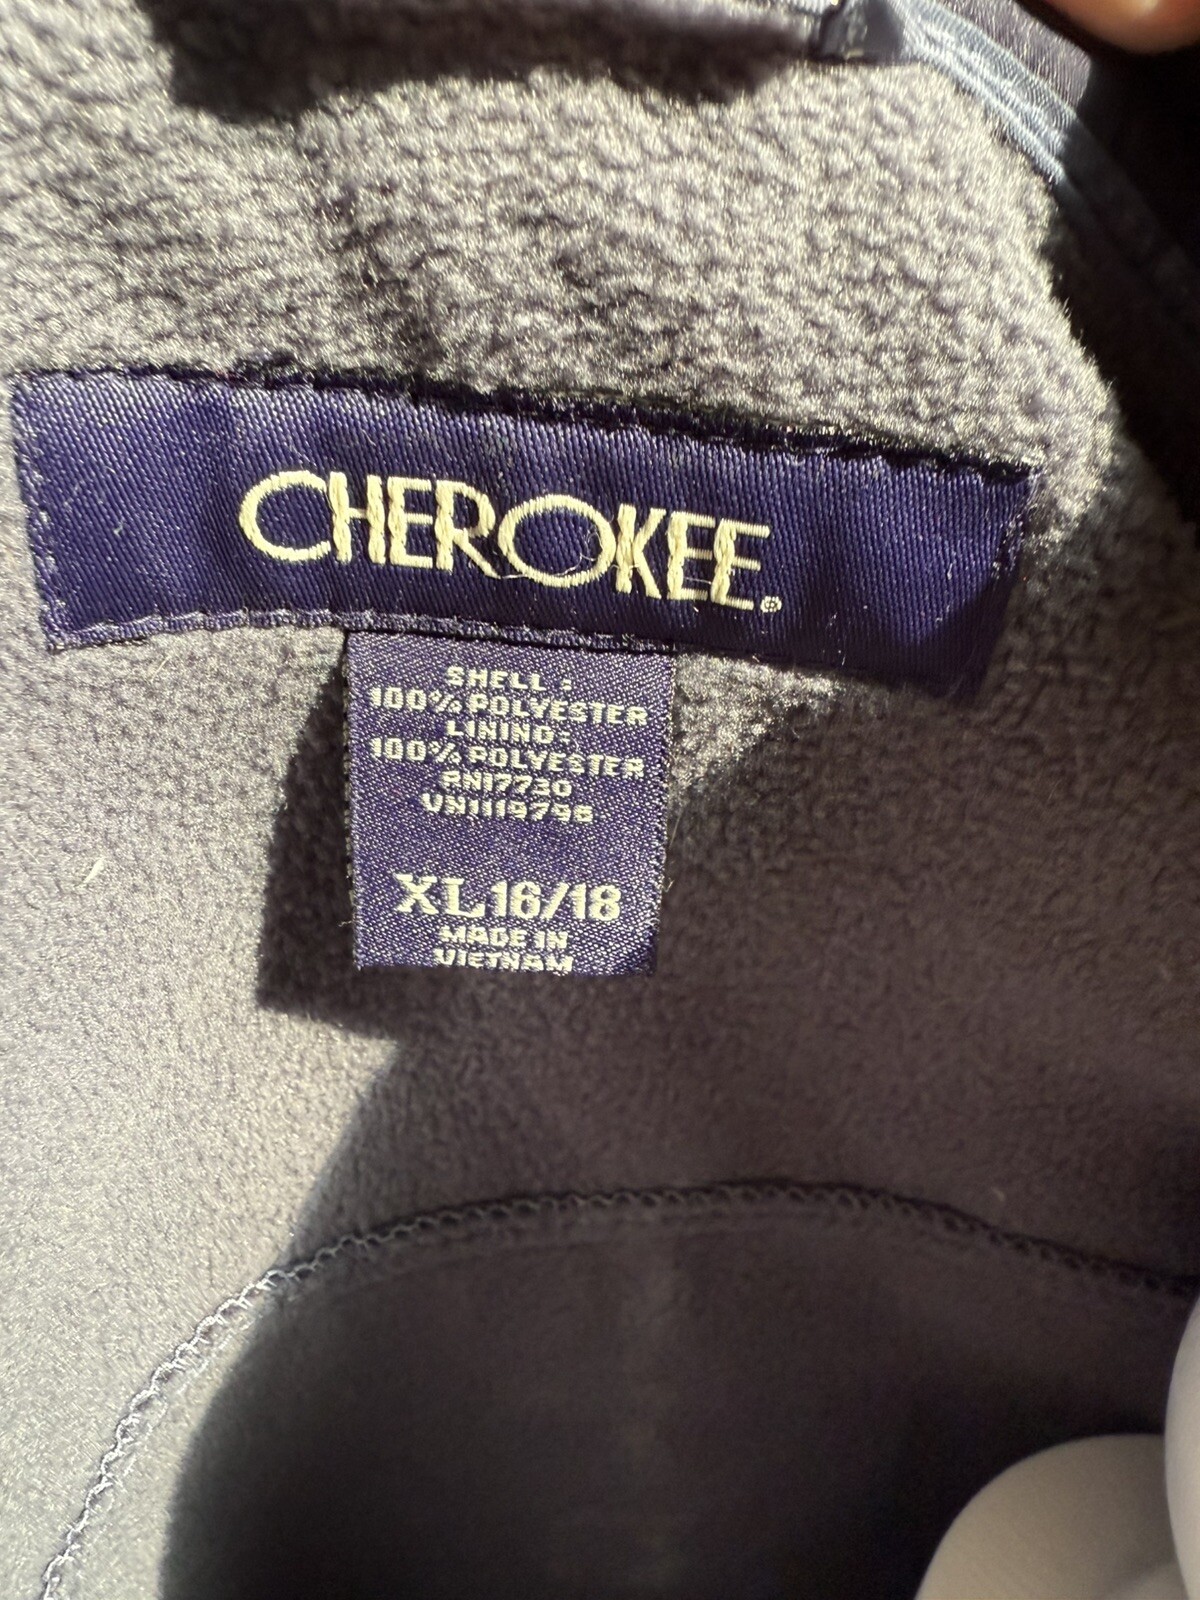 CHEROKEE®
SHELL :
100% POLYESTER
LINING:
100% POLYESTER
RN17730
VN1119798
XL 16/18
MADE IN
VIETNAM